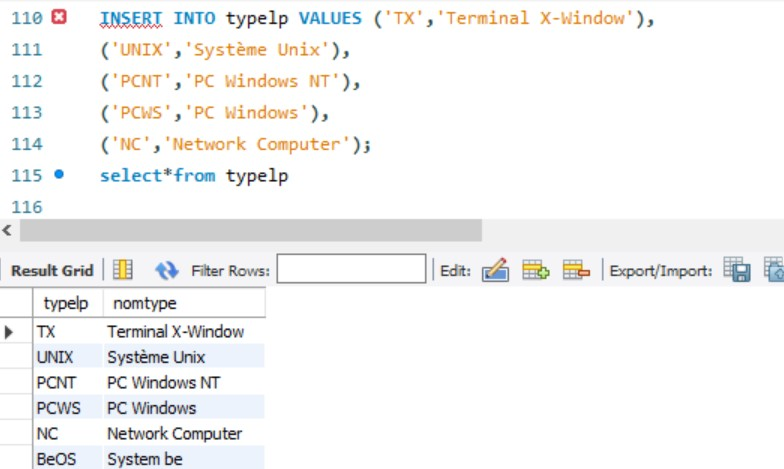 110 INSERT INTO typelp VALUES ('TX','Terminal X-Window'),
111 ('UNIX','Système Unix'),
112 ('PCNT','PC Windows NT'),
113 ('PCWS','PC Windows'),
114 ('NC','Network Computer');
115 select*from typelp
116
Result Grid Filter Rows: Edit: Export/Import:
typelp nomtype
TX Terminal X-Window
UNIX Système Unix
PCNT PC Windows NT
PCWS PC Windows
NC Network Computer
BeOS System be